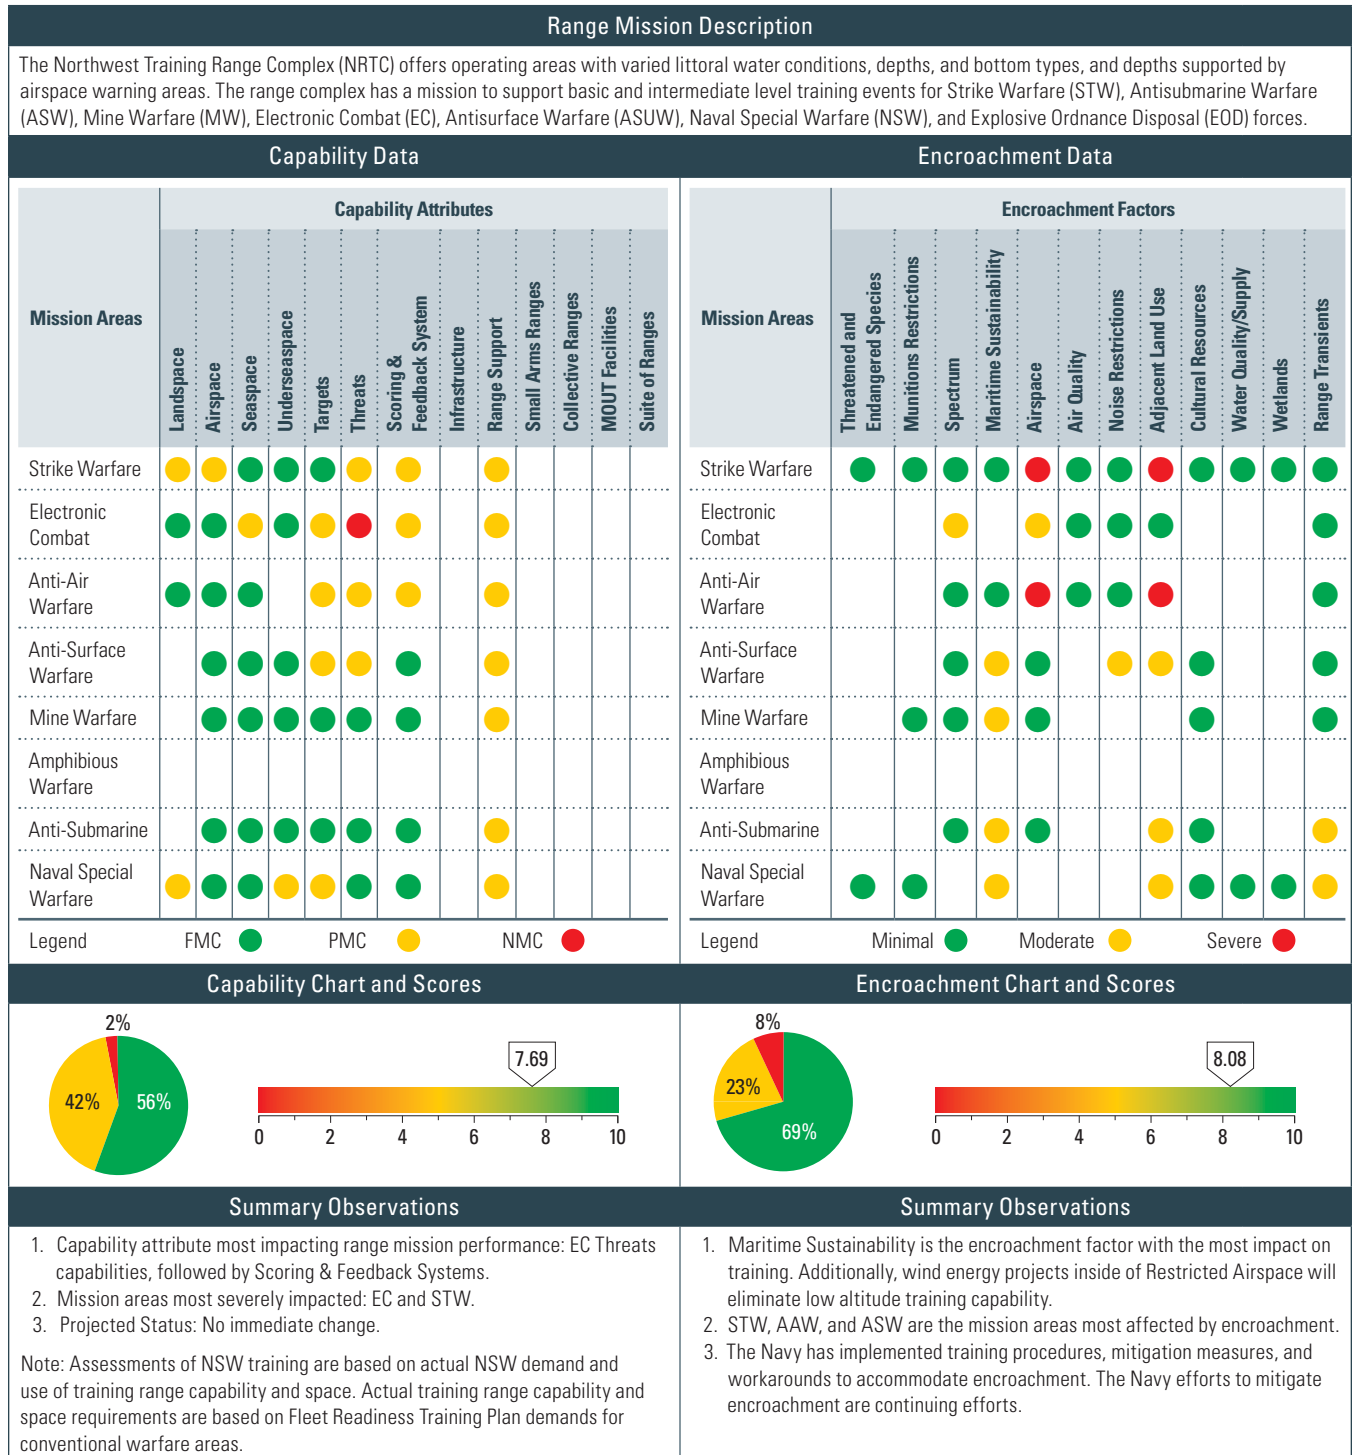 Range Mission Description
The Northwest Training Range Complex (NRTC) offers operating areas with varied littoral water conditions, depths, and bottom types, and depths supported by
airspace warning areas. The range complex has a mission to support basic and intermediate level training events for Strike Warfare (STW), Antisubmarine Warfare
(ASW), Mine Warfare (MW), Electronic Combat (EC), Antisurface Warfare (ASUW), Naval Special Warfare (NSW), and Explosive Ordnance Disposal (EOD) forces.
Capability Data
Mission Areas
Capability Attributes
Landspace
Airspace
Seaspace
Underseaspace
Targets
Threats
Scoring &
Feedback System
Infrastructure
Range Support
Small Arms Ranges
Collective Ranges
MOUT Facilities
Suite of Ranges
Strike Warfare
Electronic
Combat
Anti-Air
Warfare
Anti-Surface
Warfare
Mine Warfare
Amphibious
Warfare
Anti-Submarine
Naval Special
Warfare
Legend FMC PMC NMC
Encroachment Data
Mission Areas
Encroachment Factors
Threatened and
Endangered Species
Munitions Restrictions
Spectrum
Maritime Sustainability
Airspace
Air Quality
Noise Restrictions
Adjacent Land Use
Cultural Resources
Water Quality/Supply
Wetlands
Range Transients
Strike Warfare
Electronic
Combat
Anti-Air
Warfare
Anti-Surface
Warfare
Mine Warfare
Amphibious
Warfare
Anti-Submarine
Naval Special
Warfare
Legend Minimal Moderate Severe
Capability Chart and Scores
2%
42%
56%
7.69
0 2 4 6 8 10
Encroachment Chart and Scores
8%
23%
69%
8.08
0 2 4 6 8 10
Summary Observations
1. Capability attribute most impacting range mission performance: EC Threats
capabilities, followed by Scoring & Feedback Systems.
2. Mission areas most severely impacted: EC and STW.
3. Projected Status: No immediate change.
Note: Assessments of NSW training are based on actual NSW demand and
use of training range capability and space. Actual training range capability and
space requirements are based on Fleet Readiness Training Plan demands for
conventional warfare areas.
Summary Observations
1. Maritime Sustainability is the encroachment factor with the most impact on
training. Additionally, wind energy projects inside of Restricted Airspace will
eliminate low altitude training capability.
2. STW, AAW, and ASW are the mission areas most affected by encroachment.
3. The Navy has implemented training procedures, mitigation measures, and
workarounds to accommodate encroachment. The Navy efforts to mitigate
encroachment are continuing efforts.